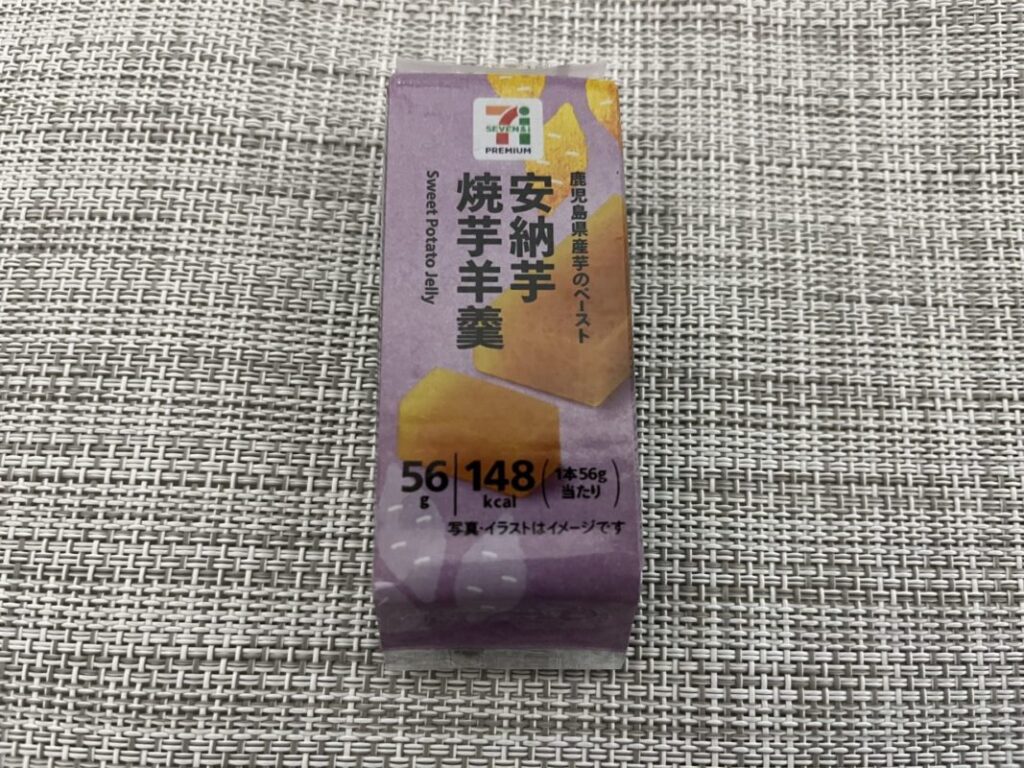 SEVEN&i
PREMIUM
鹿児島県産芋のペースト
安納芋
焼芋羊羹
Sweet Potato Jelly
56g
148kcal
(1本56g当たり)
写真・イラストはイメージです